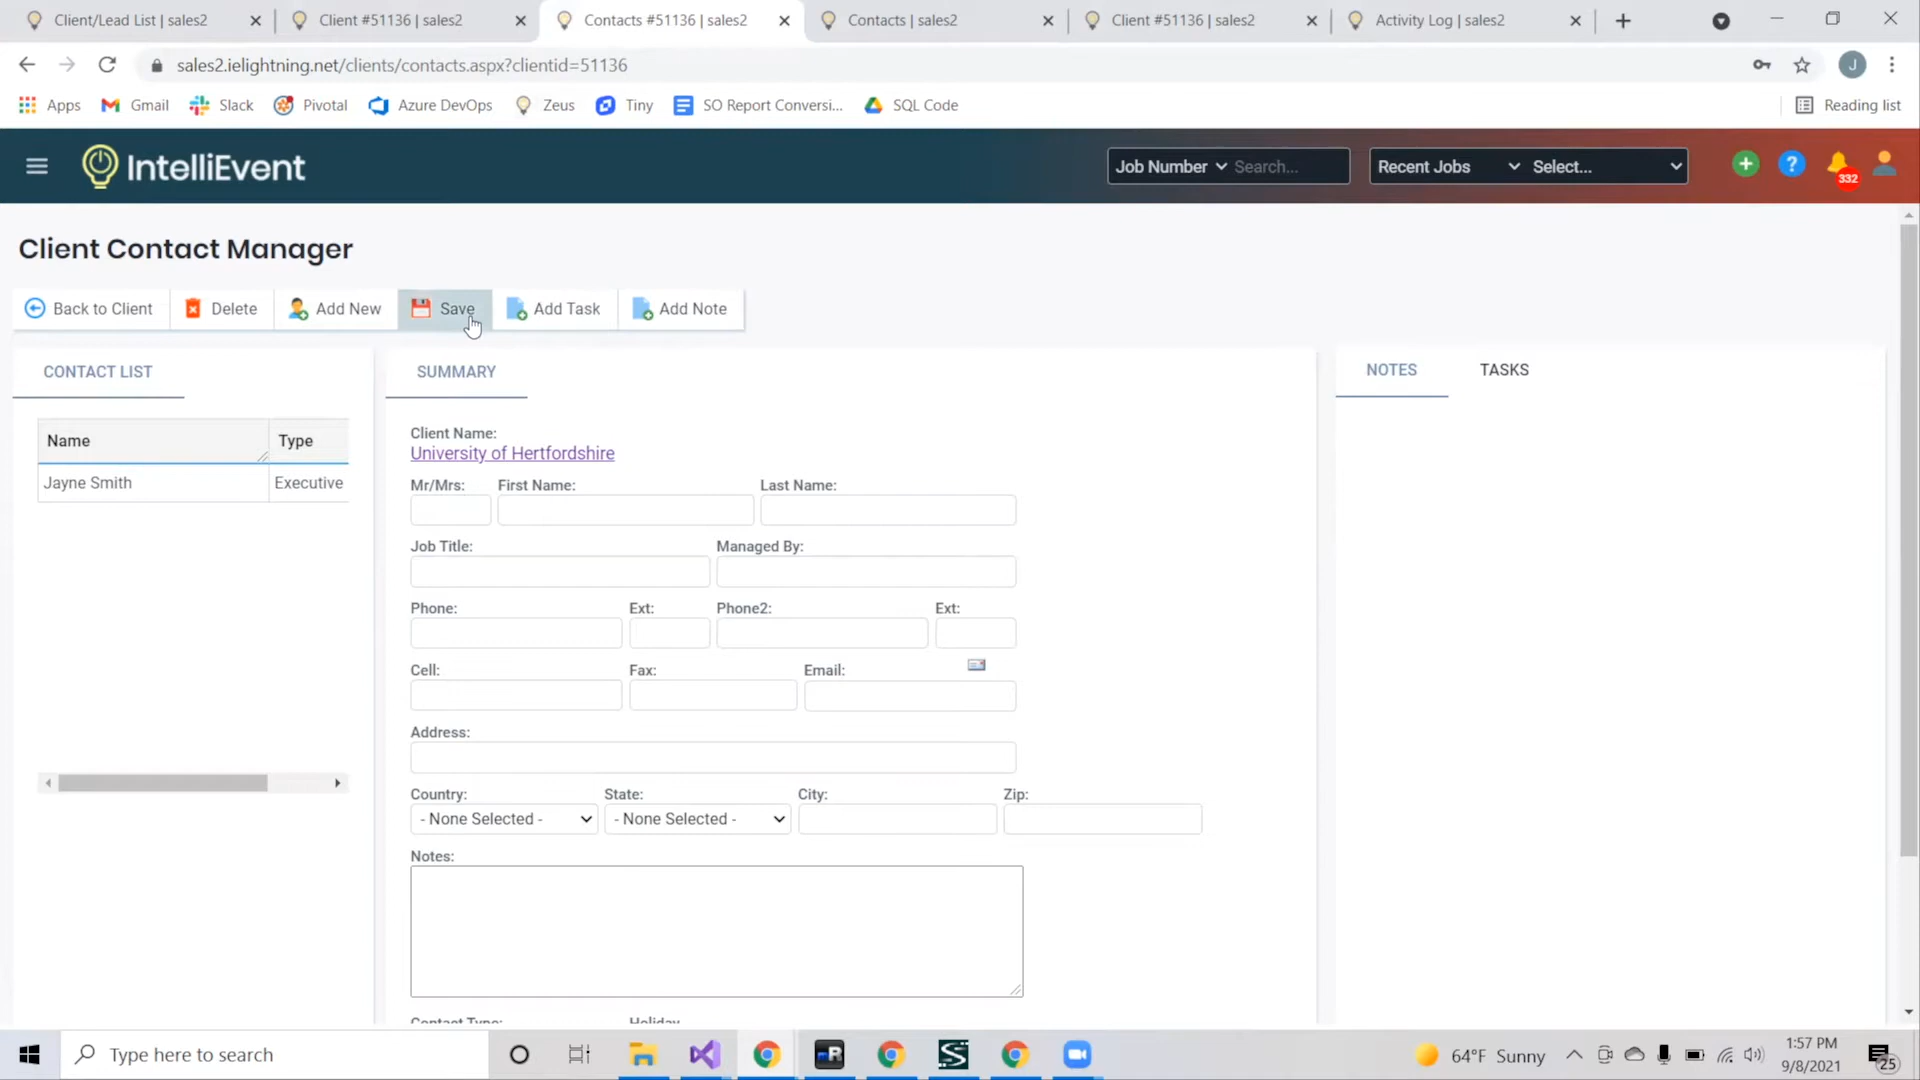 Client/Lead List | sales2
Client #51136 | sales2
Contacts #51136 | sales2
Contacts | sales2
Client #51136 | sales2
Activity Log | sales2
sales2.ielightning.net/clients/contacts.aspx?clientid=51136
J
Apps
Gmail
Slack
Pivotal
Azure DevOps
Zeus
Tiny
SO Report Conversi...
SQL Code
Reading list
IntelliEvent
Job Number
Search...
Recent Jobs
Select...
332
Client Contact Manager
Back to Client
Delete
Add New
Save
Add Task
Add Note
CONTACT LIST
SUMMARY
NOTES
TASKS
Name
Type
Jayne Smith
Executive
Client Name:
University of Hertfordshire
Mr/Mrs:
First Name:
Last Name:
Job Title:
Managed By:
Phone:
Ext:
Phone2:
Ext:
Cell:
Fax:
Email:
Address:
Country:
State:
City:
Zip:
- None Selected -
- None Selected -
Notes:
Contact Type:
Holiday
Type here to search
64°F Sunny
1:57 PM
9/8/2021
25